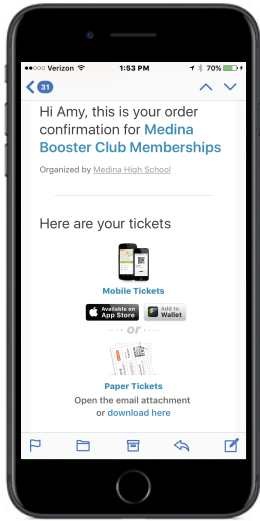 Verizon 1:53 PM 70%
31
Hi Amy, this is your order
confirmation for Medina
Booster Club Memberships
Organized by Medina High School
Here are your tickets
Mobile Tickets
Available on
App Store
Add to
Wallet
or
Paper Tickets
Open the email attachment
or download here